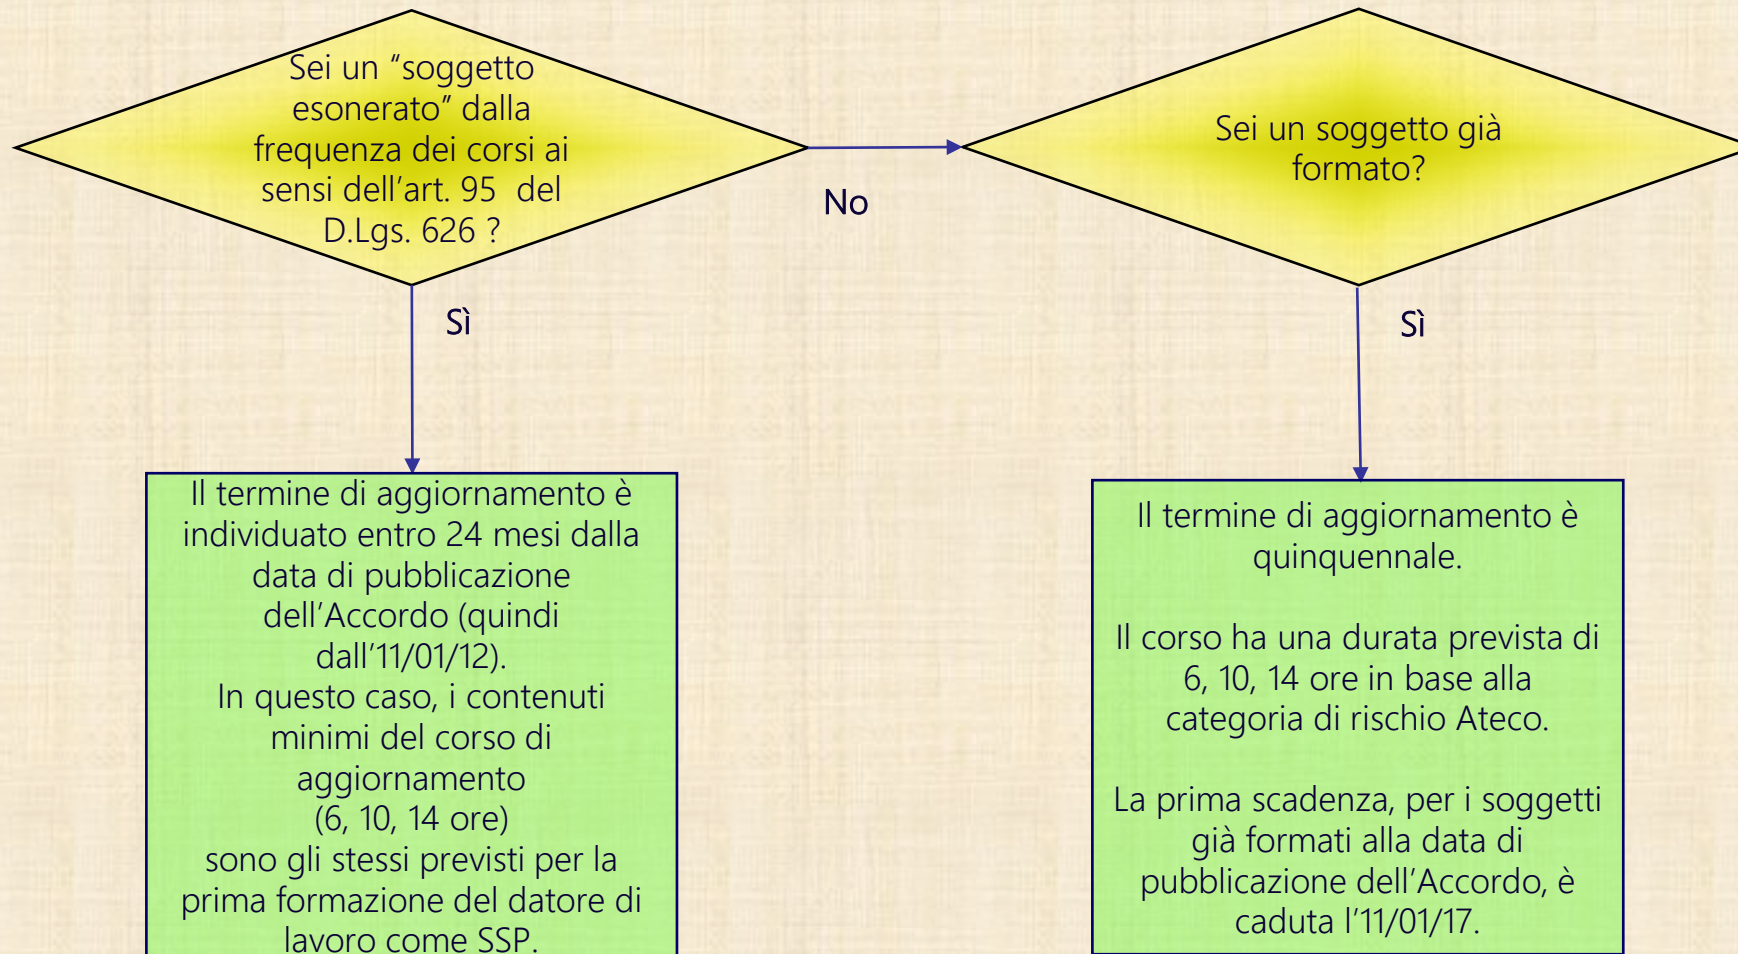 Sei un “soggetto
esonerato” dalla
frequenza dei corsi ai
sensi dell’art. 95  del
D.Lgs. 626 ?
No
Sei un soggetto già
formato?
Sì
Sì
Il termine di aggiornamento è
individuato entro 24 mesi dalla
data di pubblicazione
dell’Accordo (quindi
dall’11/01/12).
In questo caso, i contenuti
minimi del corso di
aggiornamento
(6, 10, 14 ore)
sono gli stessi previsti per la
prima formazione del datore di
lavoro come SSP.
Il termine di aggiornamento è
quinquennale.
Il corso ha una durata prevista di
6, 10, 14 ore in base alla
categoria di rischio Ateco.
La prima scadenza, per i soggetti
già formati alla data di
pubblicazione dell’Accordo, è
caduta l’11/01/17.